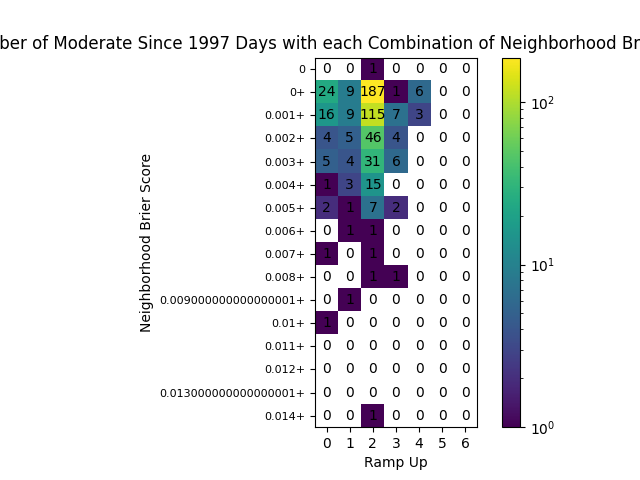 ber of Moderate Since 1997 Days with each Combination of Neighborhood Br
0 0 0 1 0 0 0 0
0+ 24 9 187 1 6 0 0
0.001+ 16 9 115 7 3 0 0
0.002+ 4 5 46 4 0 0 0
0.003+ 5 4 31 6 0 0 0
0.004+ 1 3 15 0 0 0 0
0.005+ 2 1 7 2 0 0 0
0.006+ 0 1 1 0 0 0 0
0.007+ 1 0 1 0 0 0 0
0.008+ 0 0 1 1 0 0 0
0.009000000000000001+ 0 1 0 0 0 0 0
0.01+ 1 0 0 0 0 0 0
0.011+ 0 0 0 0 0 0 0
0.012+ 0 0 0 0 0 0 0
0.013000000000000001+ 0 0 0 0 0 0 0
0.014+ 0 0 1 0 0 0 0
0 1 2 3 4 5 6
Ramp Up
Neighborhood Brier Score
10²
10¹
10⁰